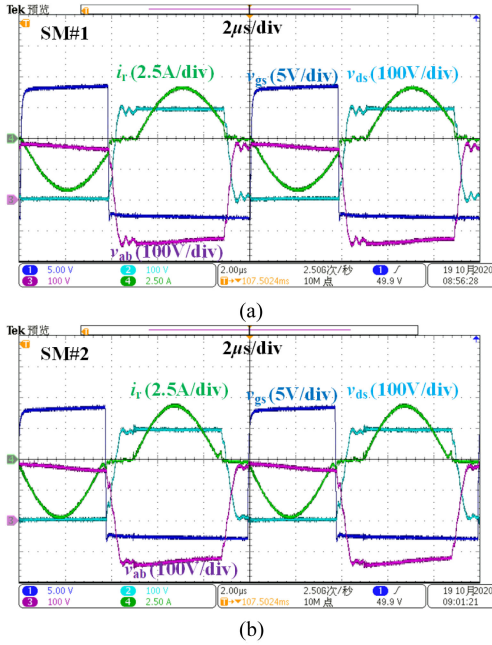 Tek 预览
SM#1
2μs/div
ir (2.5A/div)
vgs (5V/div)
vds (100V/div)
vab (100V/div)
1 5.00 V 2 100 V 2.00μs 2.50G次/秒 1 19 10月2020
3 100 V 4 2.50 A T→▼107.5024ms 10M 点 49.9 V 08:56:28
(a)
Tek 预览
SM#2
2μs/div
ir (2.5A/div)
vgs (5V/div)
vds (100V/div)
vab (100V/div)
1 5.00 V 2 100 V 2.00μs 2.50G次/秒 1 19 10月2020
3 100 V 4 2.50 A T→▼107.5024ms 10M 点 49.9 V 09:01:21
(b)